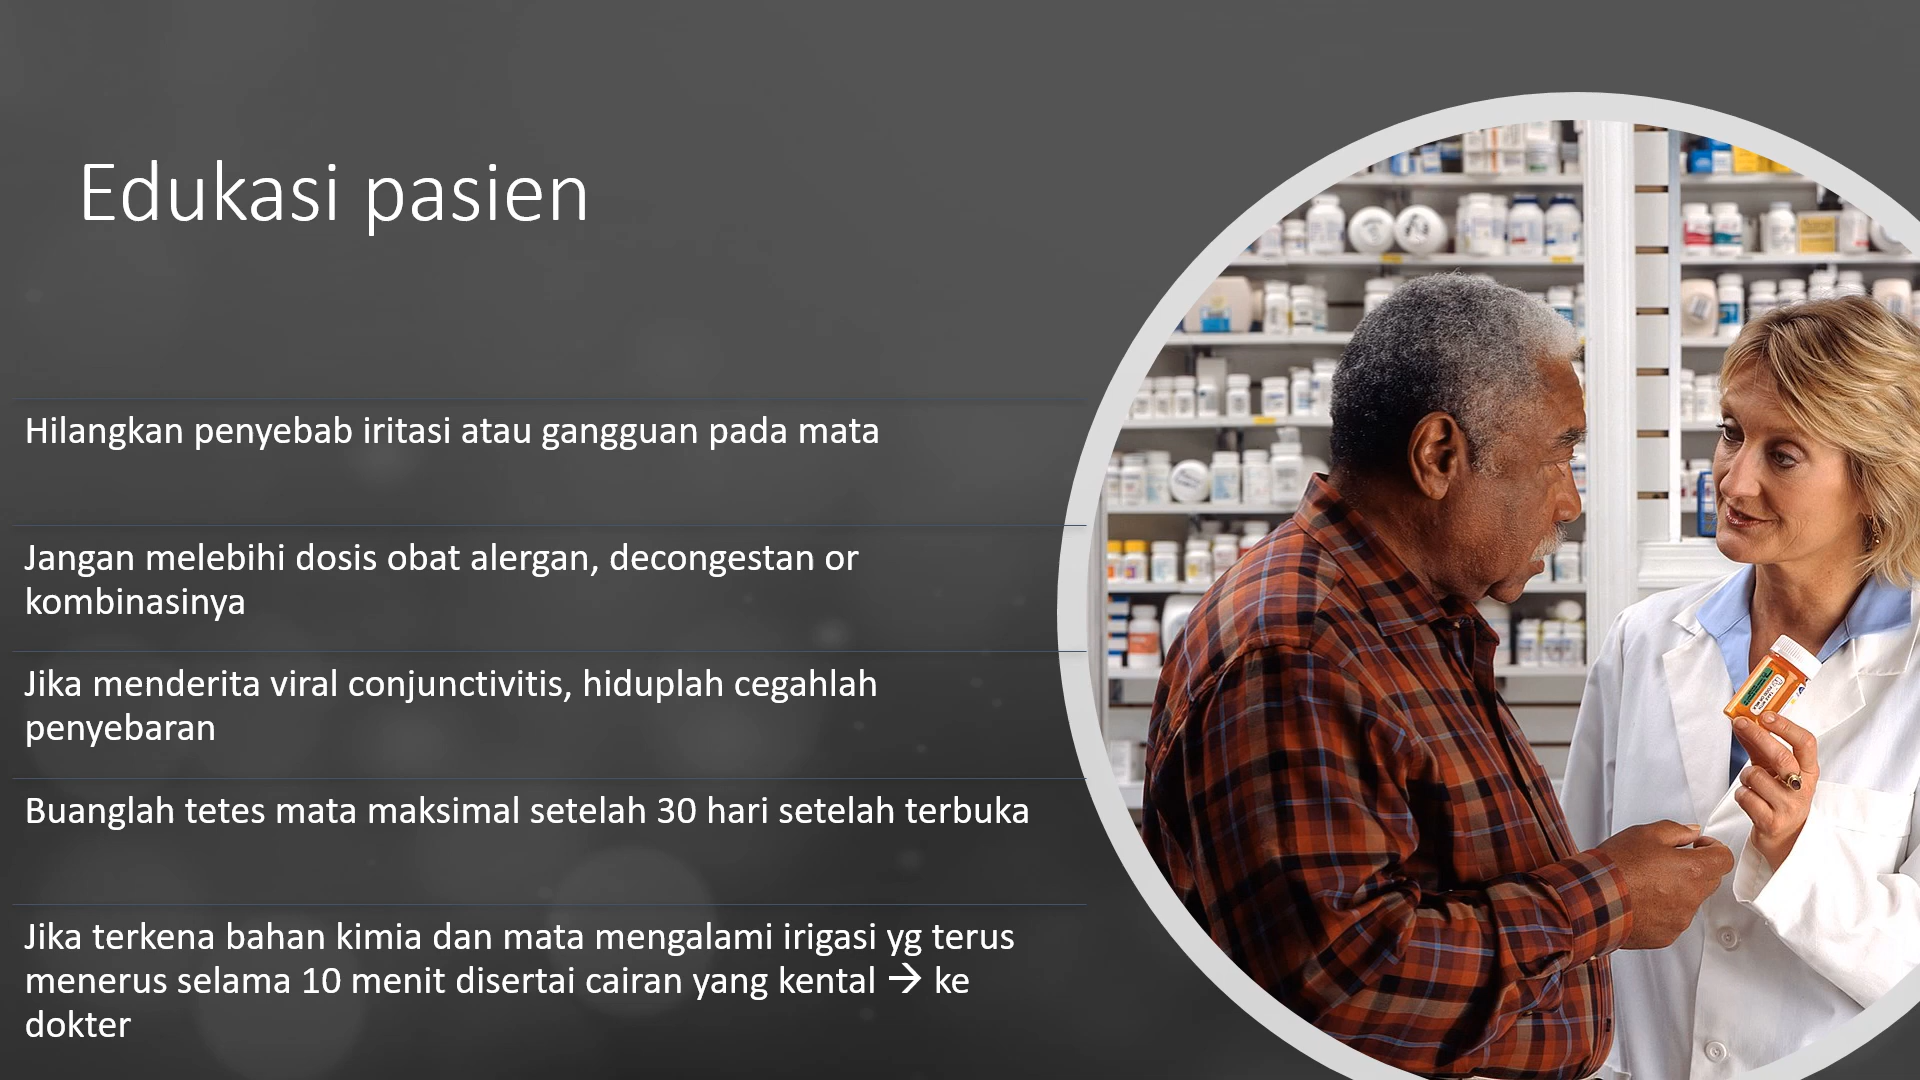 Edukasi pasien
Hilangkan penyebab iritasi atau gangguan pada mata
Jangan melebihi dosis obat alergan, decongestan or
kombinasinya
Jika menderita viral conjunctivitis, hiduplah cegahlah
penyebaran
Buanglah tetes mata maksimal setelah 30 hari setelah terbuka
Jika terkena bahan kimia dan mata mengalami irigasi yg terus
menerus selama 10 menit disertai cairan yang kental → ke
dokter